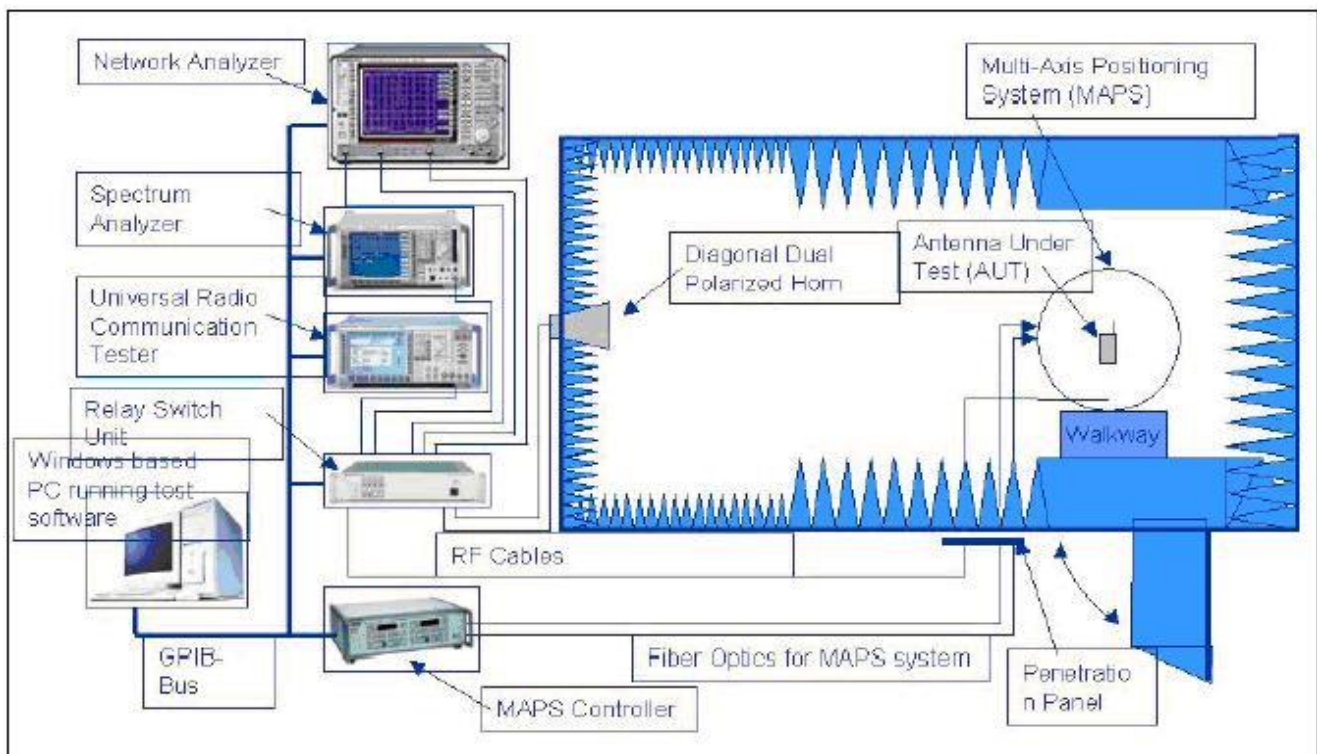 Network Analyzer
Multi-Axis Positioning
System (MAPS)
Spectrum
Analyzer
Diagonal Dual
Polarized Horn
Antenna Under
Test (AUT)
Universal Radio
Communication
Tester
Relay Switch
Unit
Walkway
Windows based
PC running test
software
RF Cables
GPIB-
Bus
Fiber Optics for MAPS system
MAPS Controller
Penetratio
n Panel